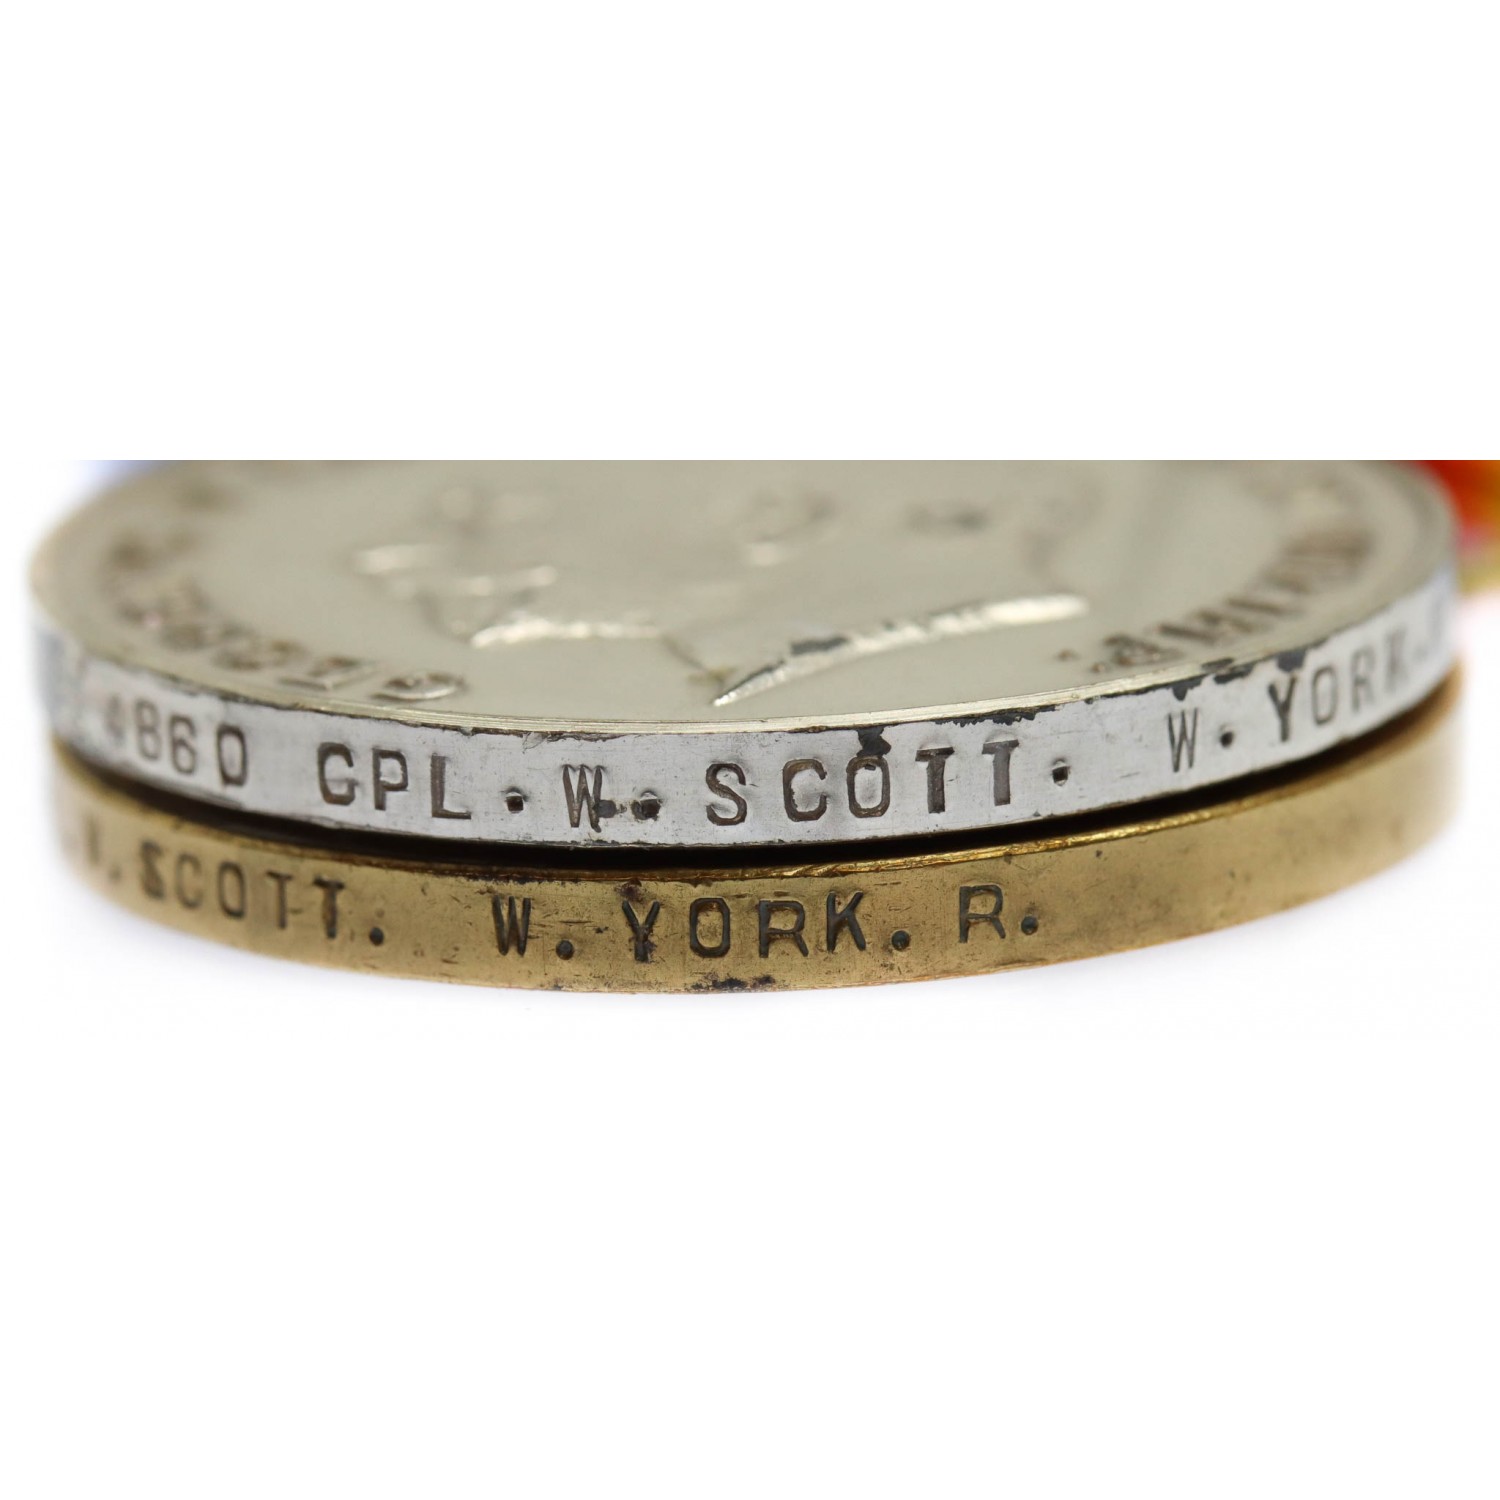 4860 CPL. W. SCOTT. W. YORK.
W. SCOTT. W. YORK. R.